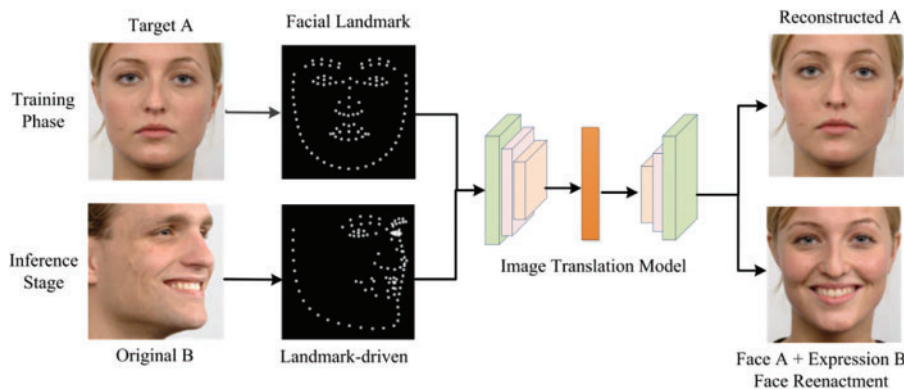 Target A
Facial Landmark
Reconstructed A
Training
Phase
Inference
Stage
Image Translation Model
Original B
Landmark-driven
Face A + Expression B
Face Reenactment